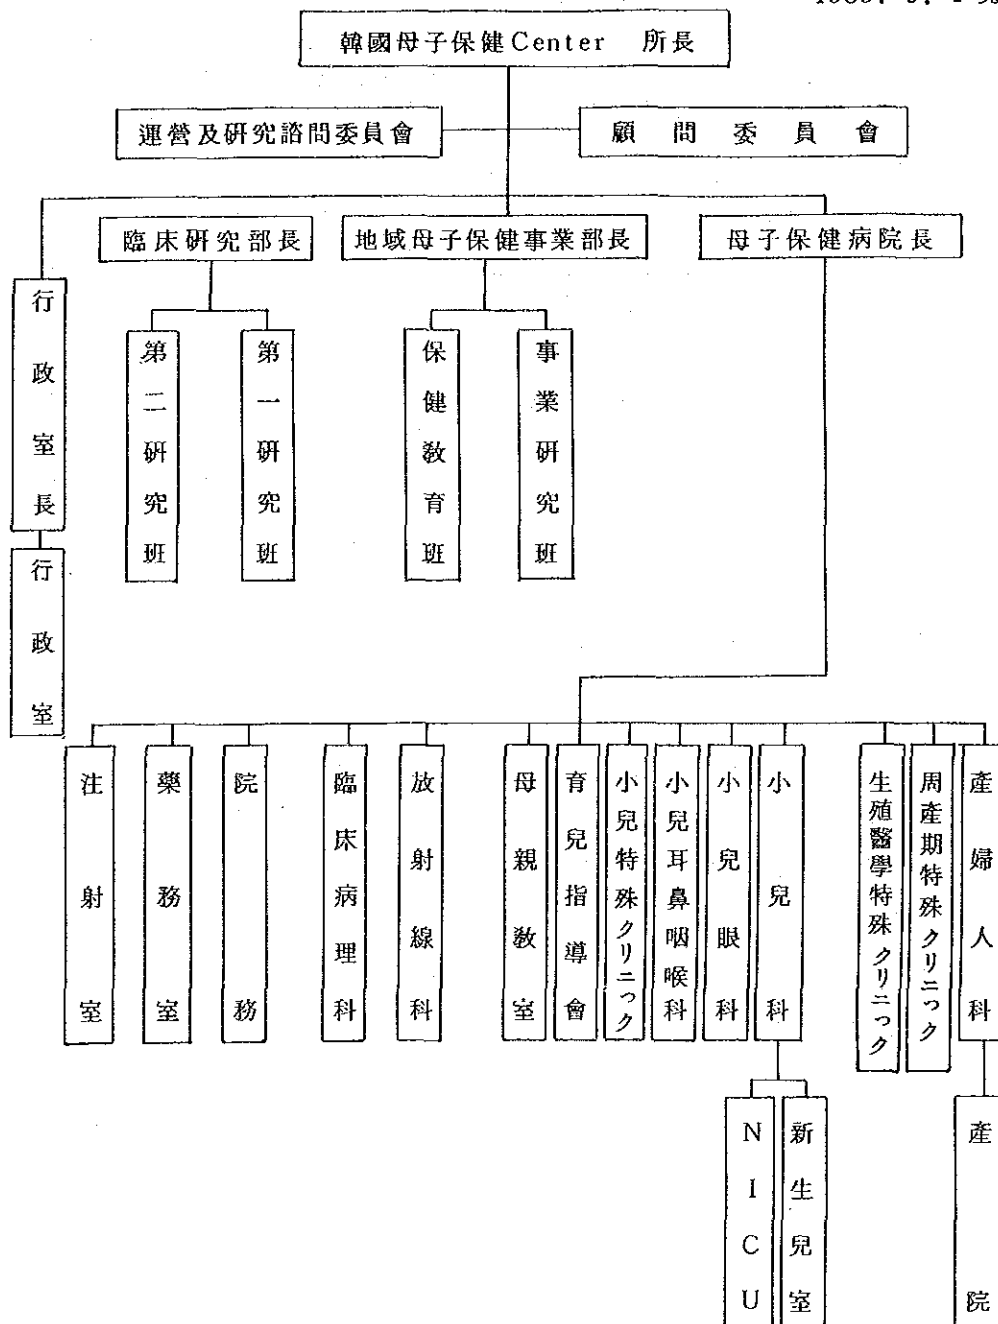 韓國母子保健Center 所長
運營及研究諮問委員會
顧問委員會
臨床研究部長
地域母子保健事業部長
母子保健病院長
行政室長
行政室
第二研究班
第一研究班
保健教育班
事業研究班
注射室
藥務室
院務
臨床病理科
放射線科
母親教室
育兒指導會
小兒特殊クリニック
小兒耳鼻咽喉科
小兒眼科
小兒科
生殖醫學特殊クリニック
周產期特殊クリニック
產婦人科
NICU
新生兒室
產院